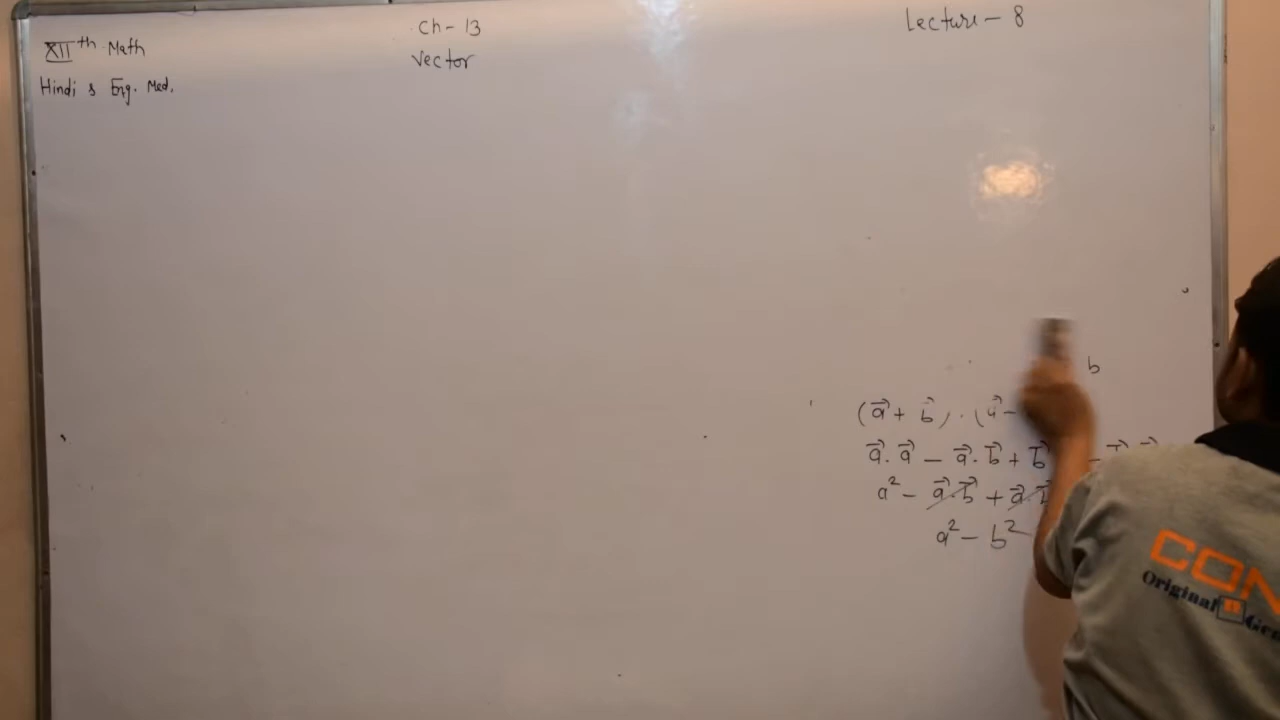 XIIth Math
Hindi & Eng. Med.
Ch - 13
Vector
Lecture - 8
b
(a⃗ + b⃗) . (a⃗ -
a⃗ . a⃗ - a⃗ . b⃗ + b⃗
a² - a⃗ . b⃗ + a⃗ .
a² - b²
CON
Original